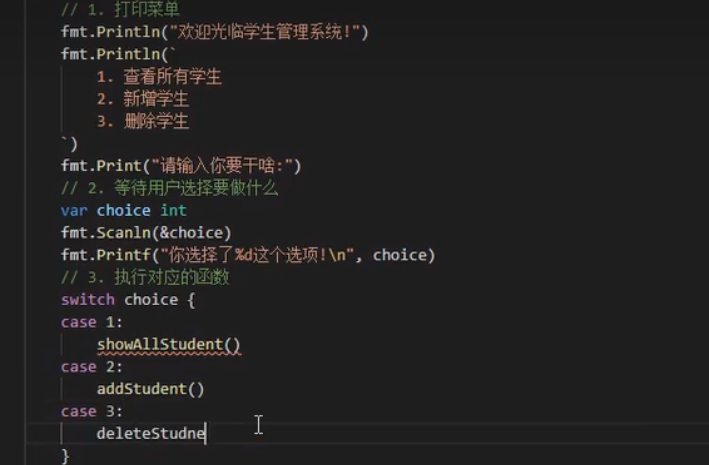 // 1. 打印菜单
fmt.Println("欢迎光临学生管理系统!")
fmt.Println(`
1. 查看所有学生
2. 新增学生
3. 删除学生
`)
fmt.Print("请输入你要干啥:")
// 2. 等待用户选择要做什么
var choice int
fmt.Scanln(&choice)
fmt.Printf("你选择了%d这个选项!\n", choice)
// 3. 执行对应的函数
switch choice {
case 1:
showAllStudent()
case 2:
addStudent()
case 3:
deleteStudne
}